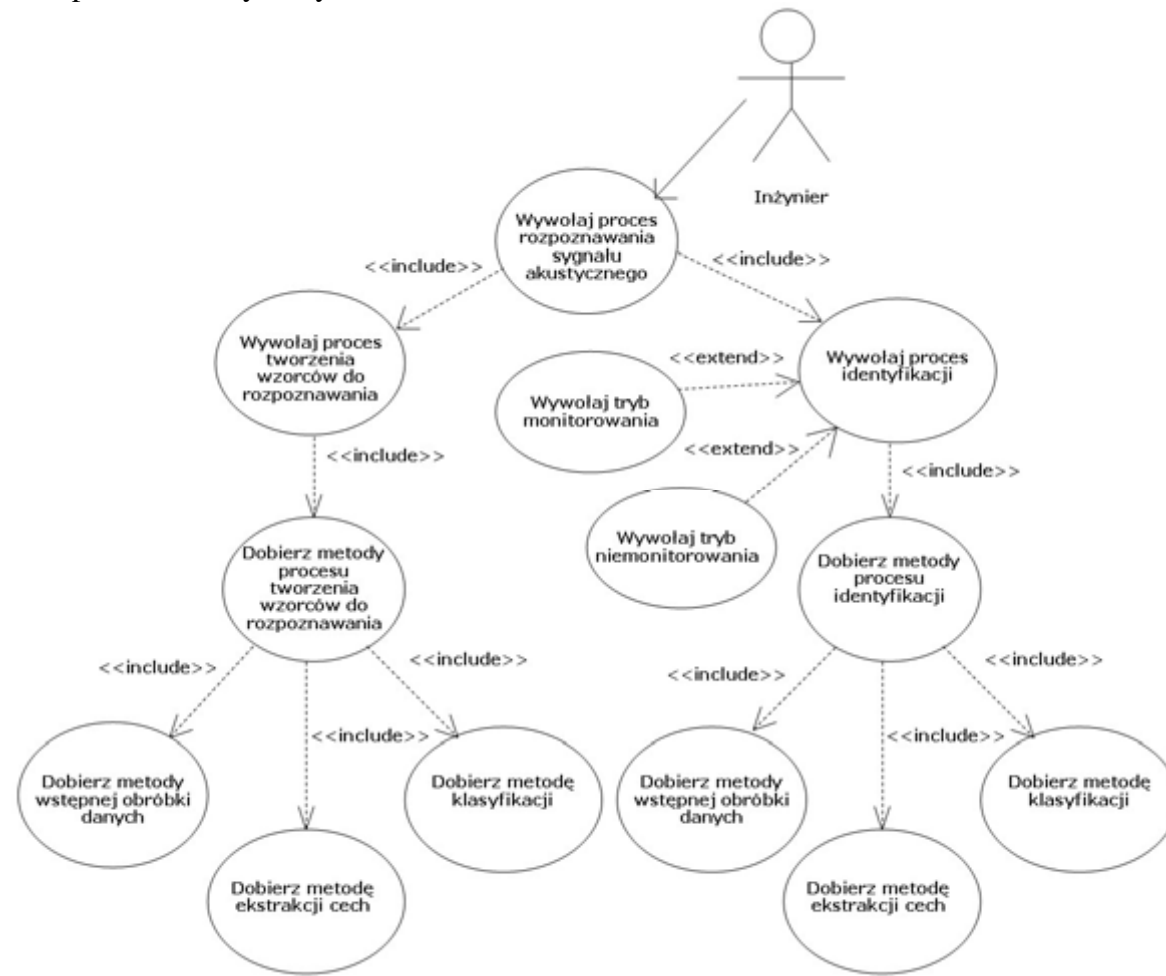 Inżynier
Wywołaj proces
rozpoznawania
sygnału
akustycznego
<<include>>
<<include>>
Wywołaj proces
tworzenia
wzorców do
rozpoznawania
<<extend>>
Wywołaj proces
identyfikacji
Wywołaj tryb
monitorowania
<<include>>
<<extend>>
<<include>>
Wywołaj tryb
niemonitorowania
Dobierz metody
procesu
tworzenia
wzorców do
rozpoznawania
Dobierz metody
procesu
identyfikacji
<<include>>
<<include>>
<<include>>
<<include>>
<<include>>
<<include>>
Dobierz metody
wstępnej obróbki
danych
Dobierz metodę
klasyfikacji
Dobierz metody
wstępnej obróbki
danych
Dobierz metodę
klasyfikacji
Dobierz metodę
ekstrakcji cech
Dobierz metodę
ekstrakcji cech